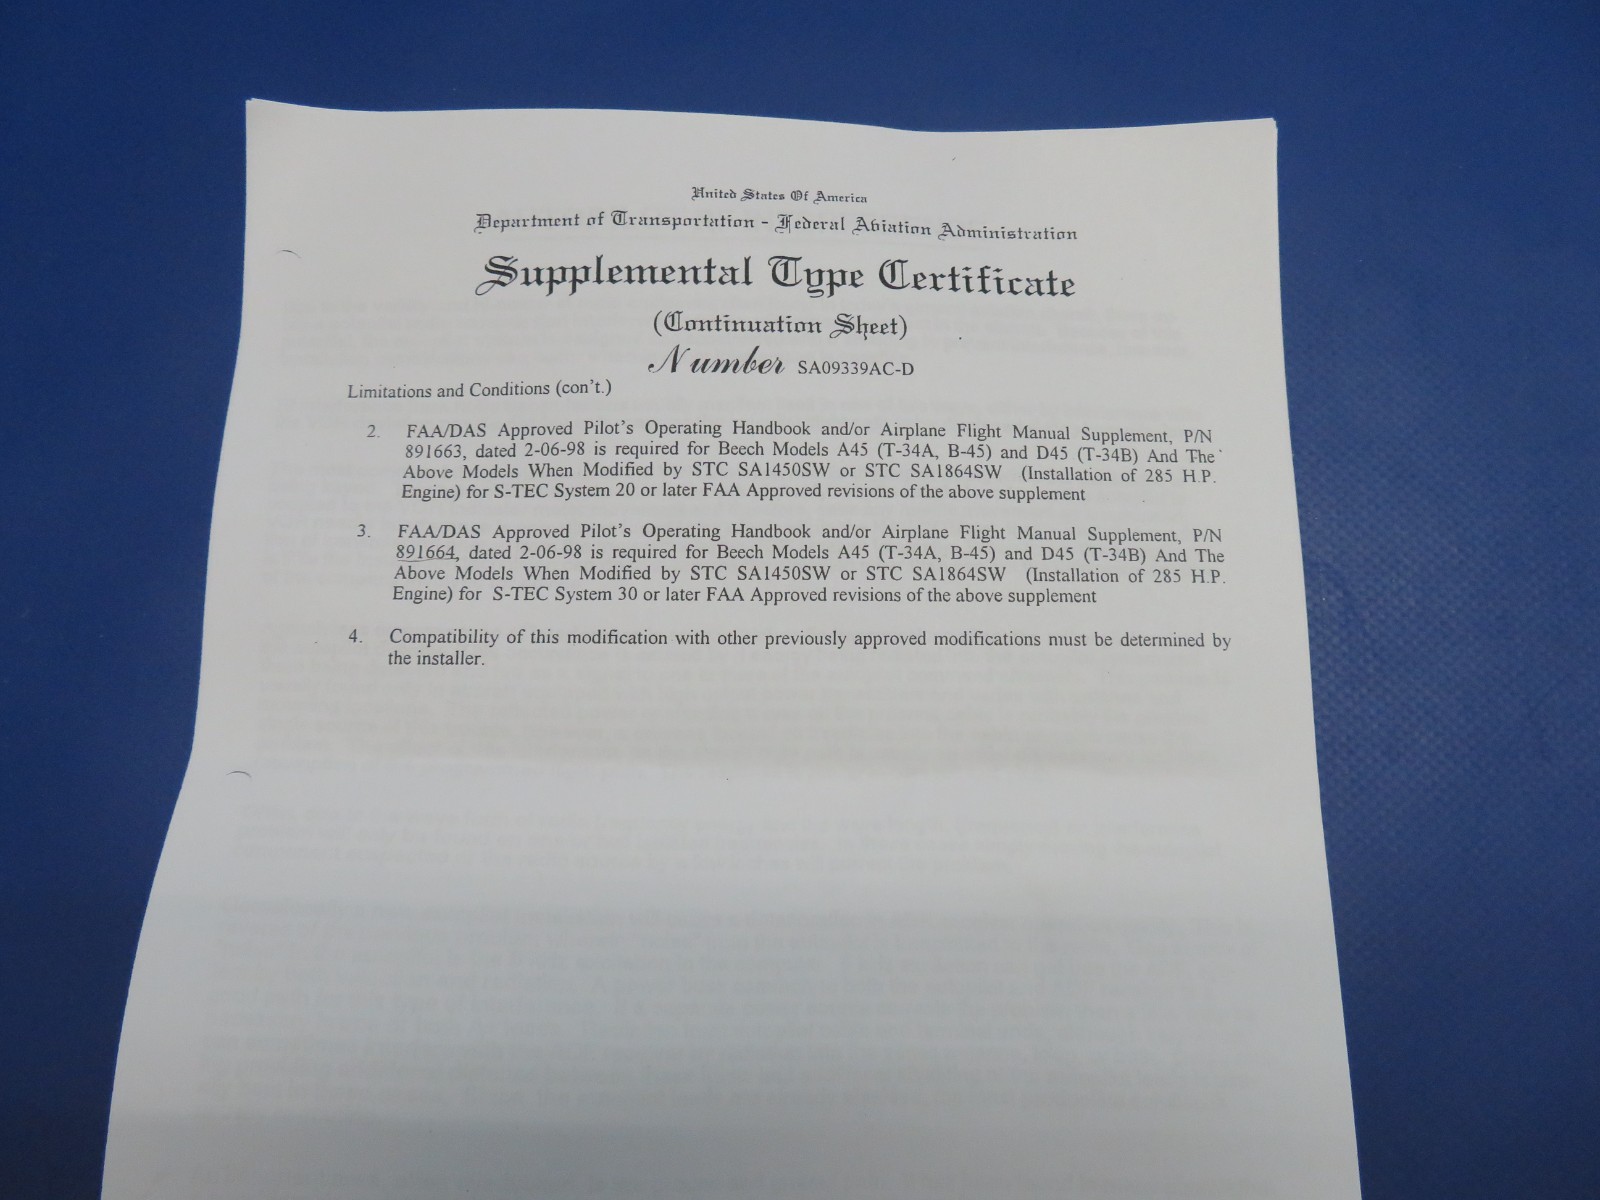 United States Of America
Department of Transportation - Federal Aviation Administration
Supplemental Type Certificate
(Continuation Sheet)
Number SA09339AC-D
Limitations and Conditions (con't.)
2. FAA/DAS Approved Pilot's Operating Handbook and/or Airplane Flight Manual Supplement, P/N
891663, dated 2-06-98 is required for Beech Models A45 (T-34A, B-45) and D45 (T-34B) And The
Above Models When Modified by STC SA1450SW or STC SA1864SW (Installation of 285 H.P.
Engine) for S-TEC System 20 or later FAA Approved revisions of the above supplement
3. FAA/DAS Approved Pilot's Operating Handbook and/or Airplane Flight Manual Supplement, P/N
891664, dated 2-06-98 is required for Beech Models A45 (T-34A, B-45) and D45 (T-34B) And The
Above Models When Modified by STC SA1450SW or STC SA1864SW (Installation of 285 H.P.
Engine) for S-TEC System 30 or later FAA Approved revisions of the above supplement
4. Compatibility of this modification with other previously approved modifications must be determined by
the installer.